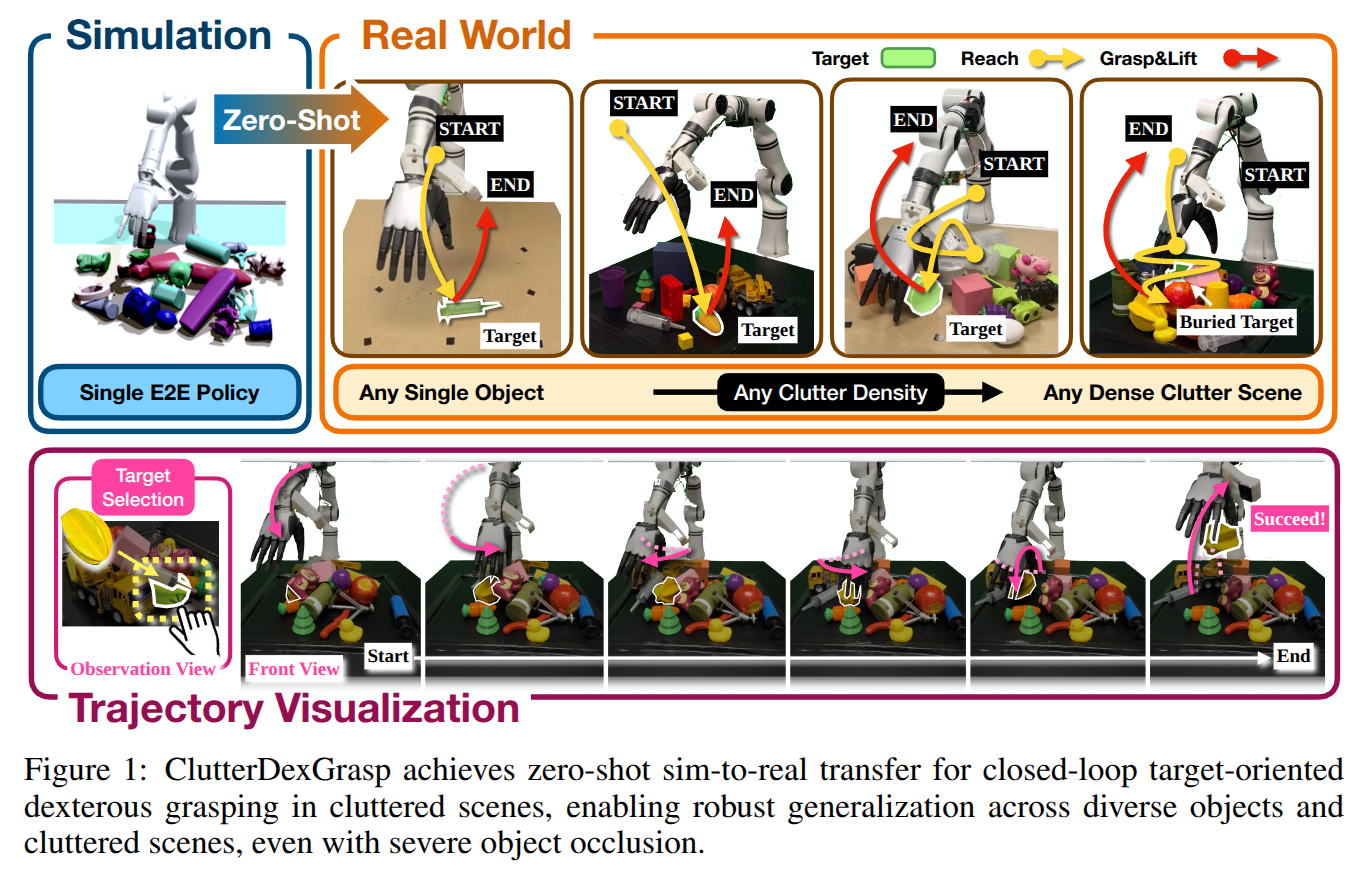 Simulation
Real World
Target
Reach
Grasp&Lift
Zero-Shot
START
END
Target
START
END
Target
END
START
Target
END
START
Buried Target
Single E2E Policy
Any Single Object
Any Clutter Density
Any Dense Clutter Scene
Target
Selection
Observation View
Front View
Start
Succeed!
End
Trajectory Visualization
Figure 1: ClutterDexGrasp achieves zero-shot sim-to-real transfer for closed-loop target-oriented
dexterous grasping in cluttered scenes, enabling robust generalization across diverse objects and
cluttered scenes, even with severe object occlusion.